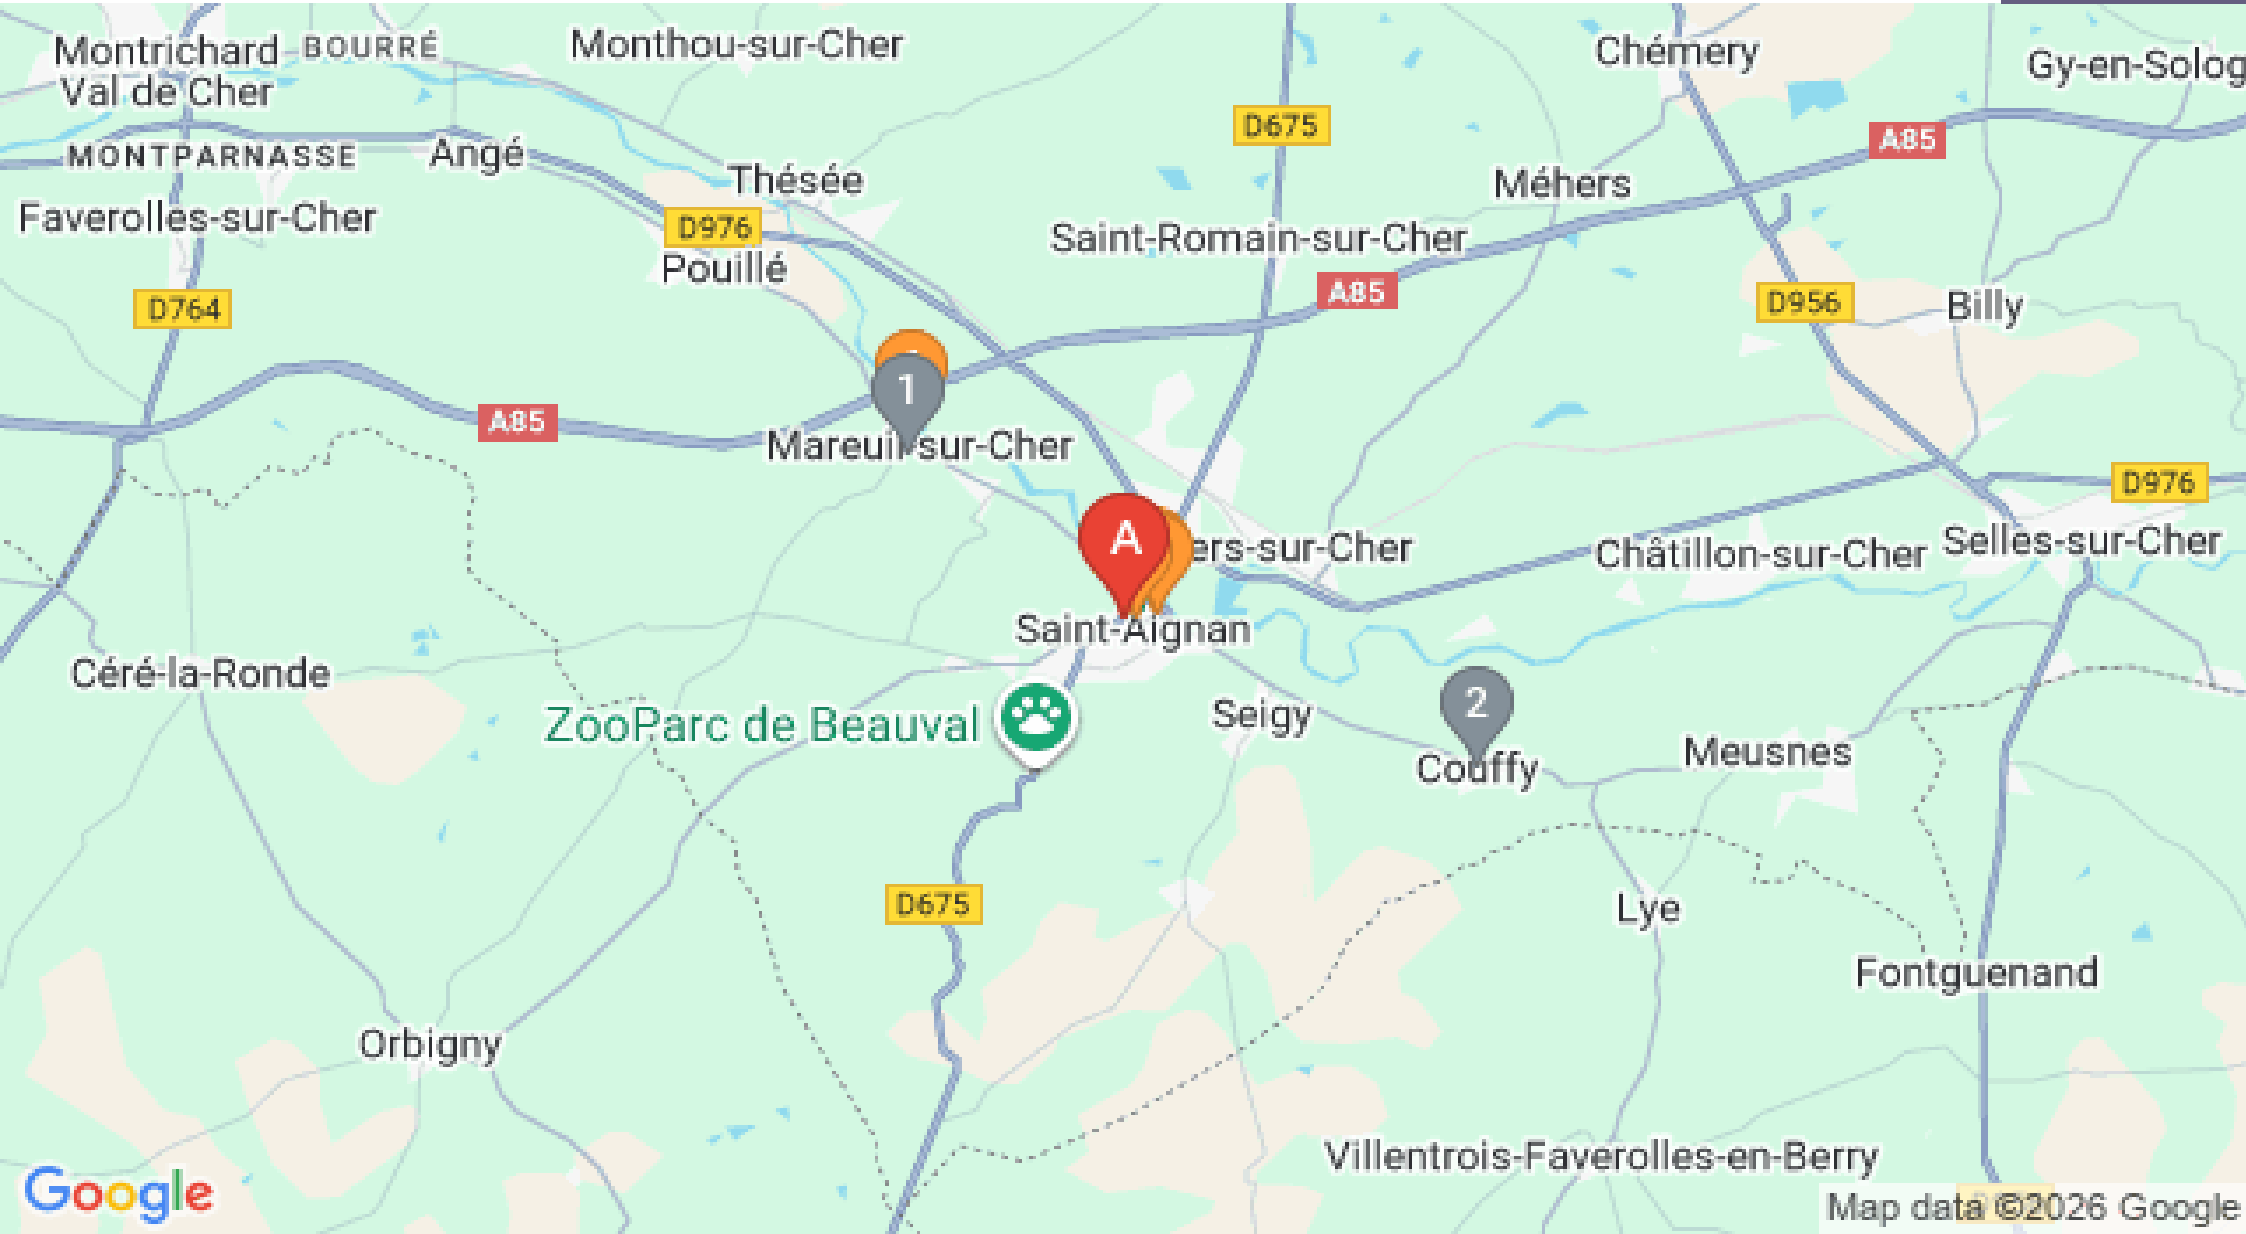 Montrichard
Val de Cher
BOURRÉ
Monthou-sur-Cher
Chémery
Gy-en-Solog
D675
A85
MONTPARNASSE
Angé
Thésée
Méhers
Faverolles-sur-Cher
D976
Pouillé
Saint-Romain-sur-Cher
A85
D764
D956
Billy
1
A85
Mareuil-sur-Cher
D976
A
ers-sur-Cher
Châtillon-sur-Cher
Selles-sur-Cher
Saint-Aignan
Céré-la-Ronde
ZooParc de Beauval
Seigy
2
Couffy
Meusnes
D675
Lye
Fontguenand
Orbigny
Villentrois-Faverolles-en-Berry
Google
Map data ©2026 Google